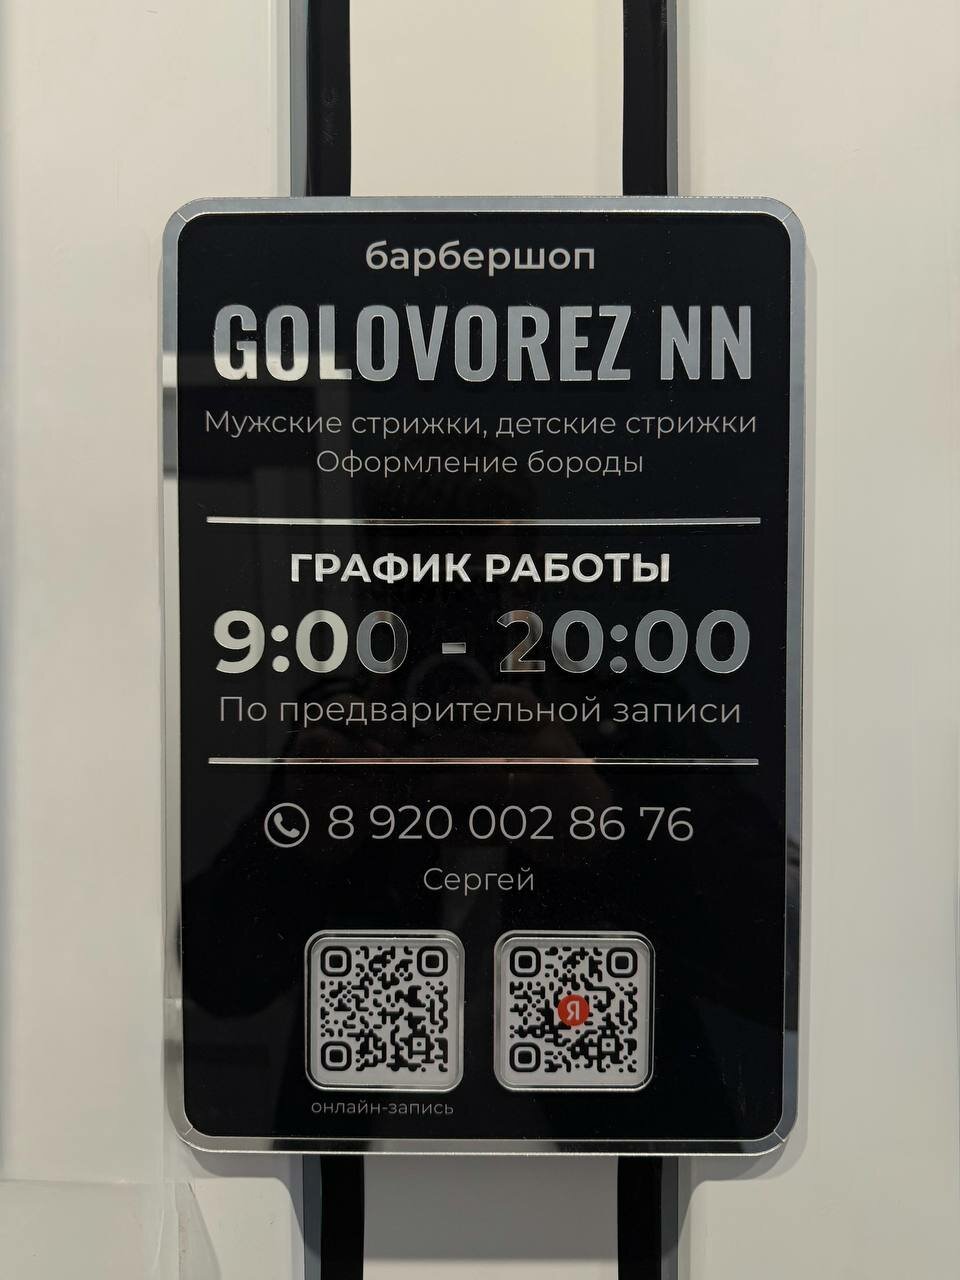 барбершоп
GOLOVOREZ NN
Мужские стрижки, детские стрижки
Оформление бороды
ГРАФИК РАБОТЫ
9:00 - 20:00
По предварительной записи
8 920 002 86 76
Сергей
Я
онлайн-запись